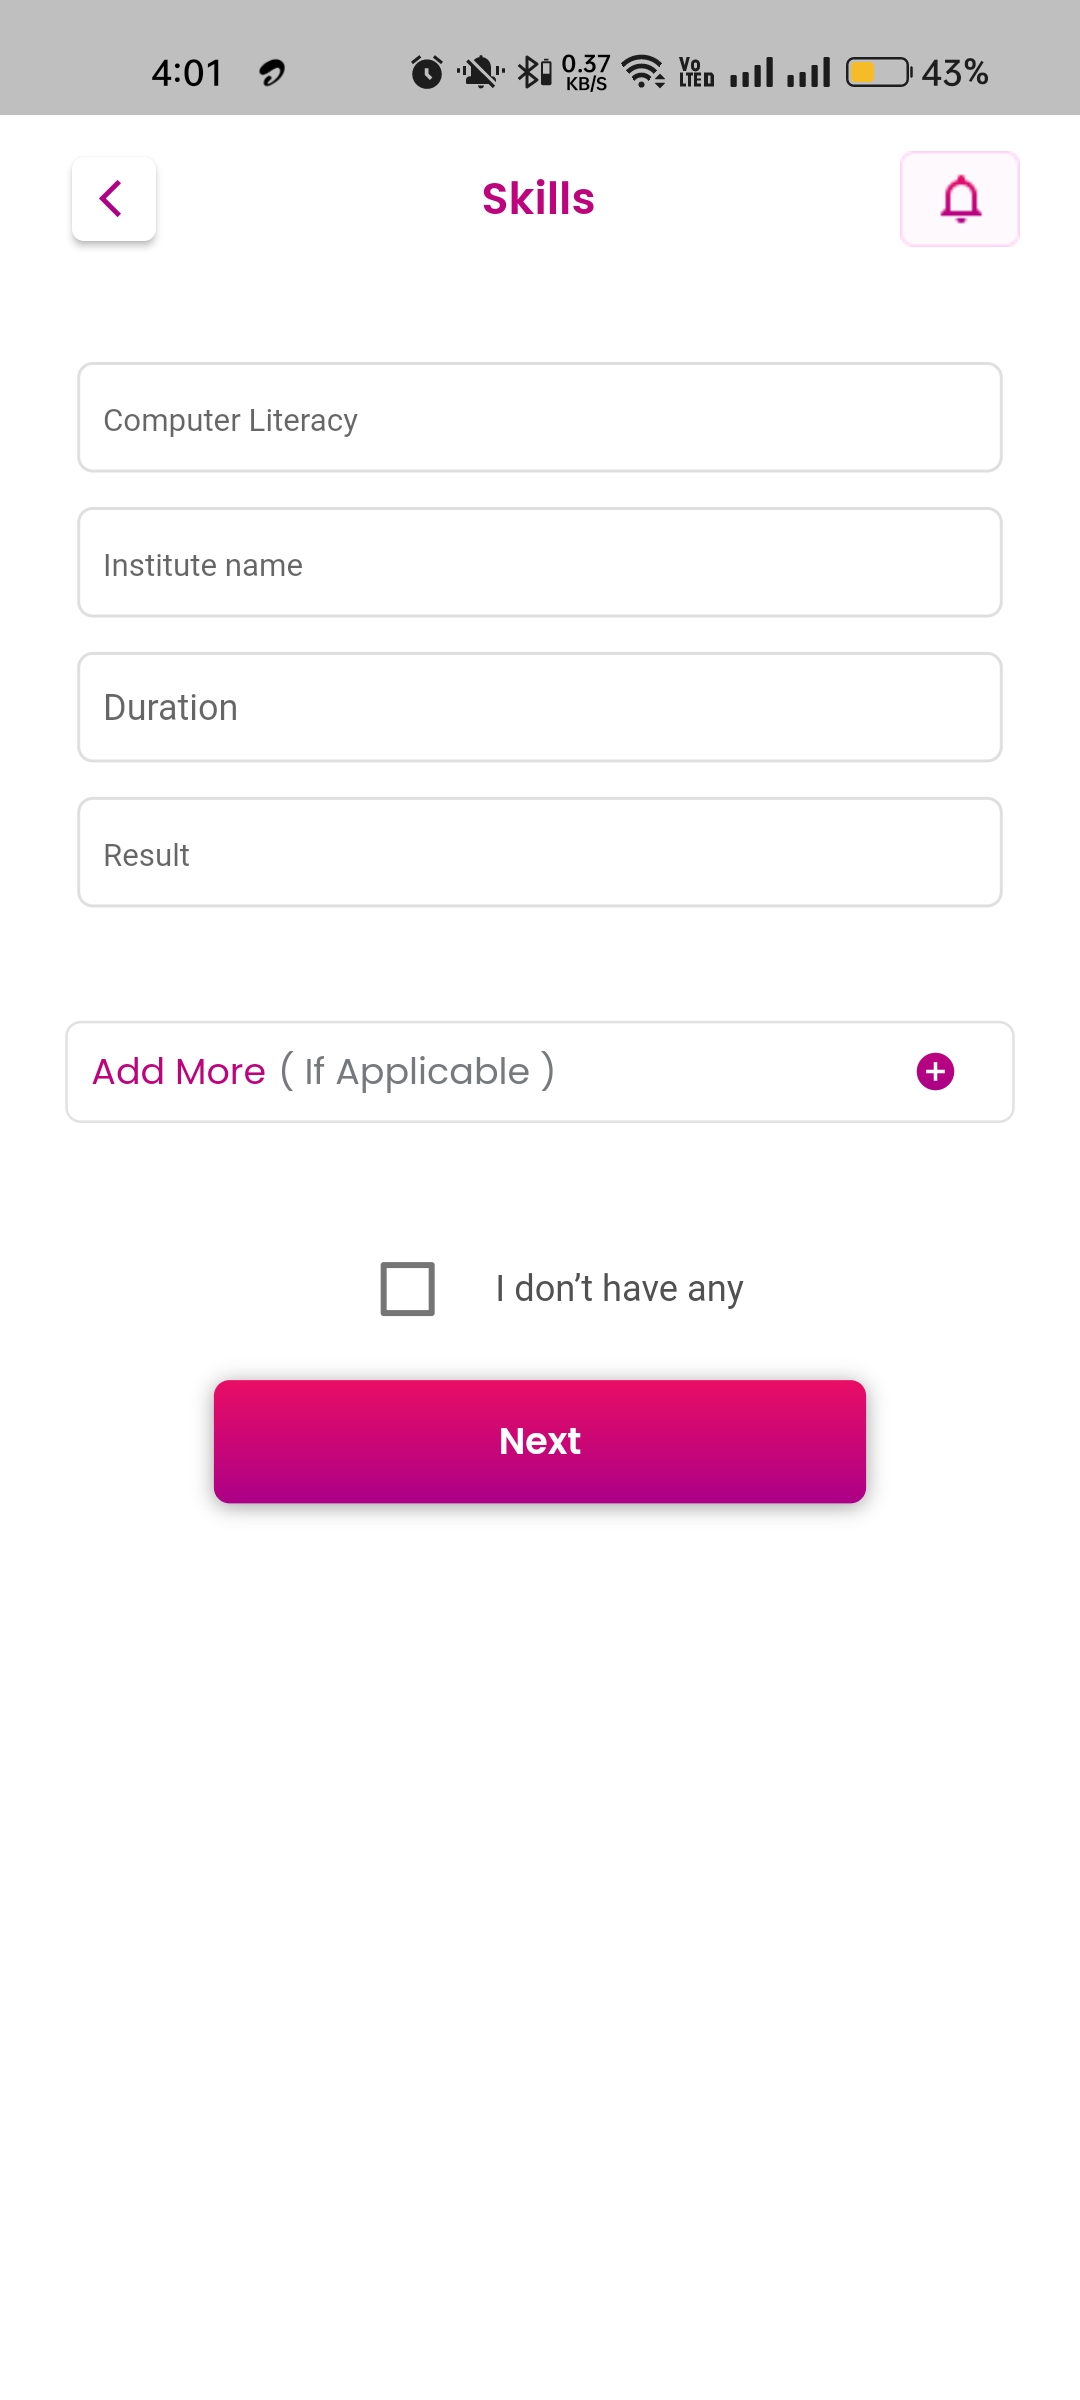 4:01 0.37 KB/S Vo LTED 43%
Skills
Computer Literacy
Institute name
Duration
Result
Add More ( If Applicable )
I don’t have any
Next